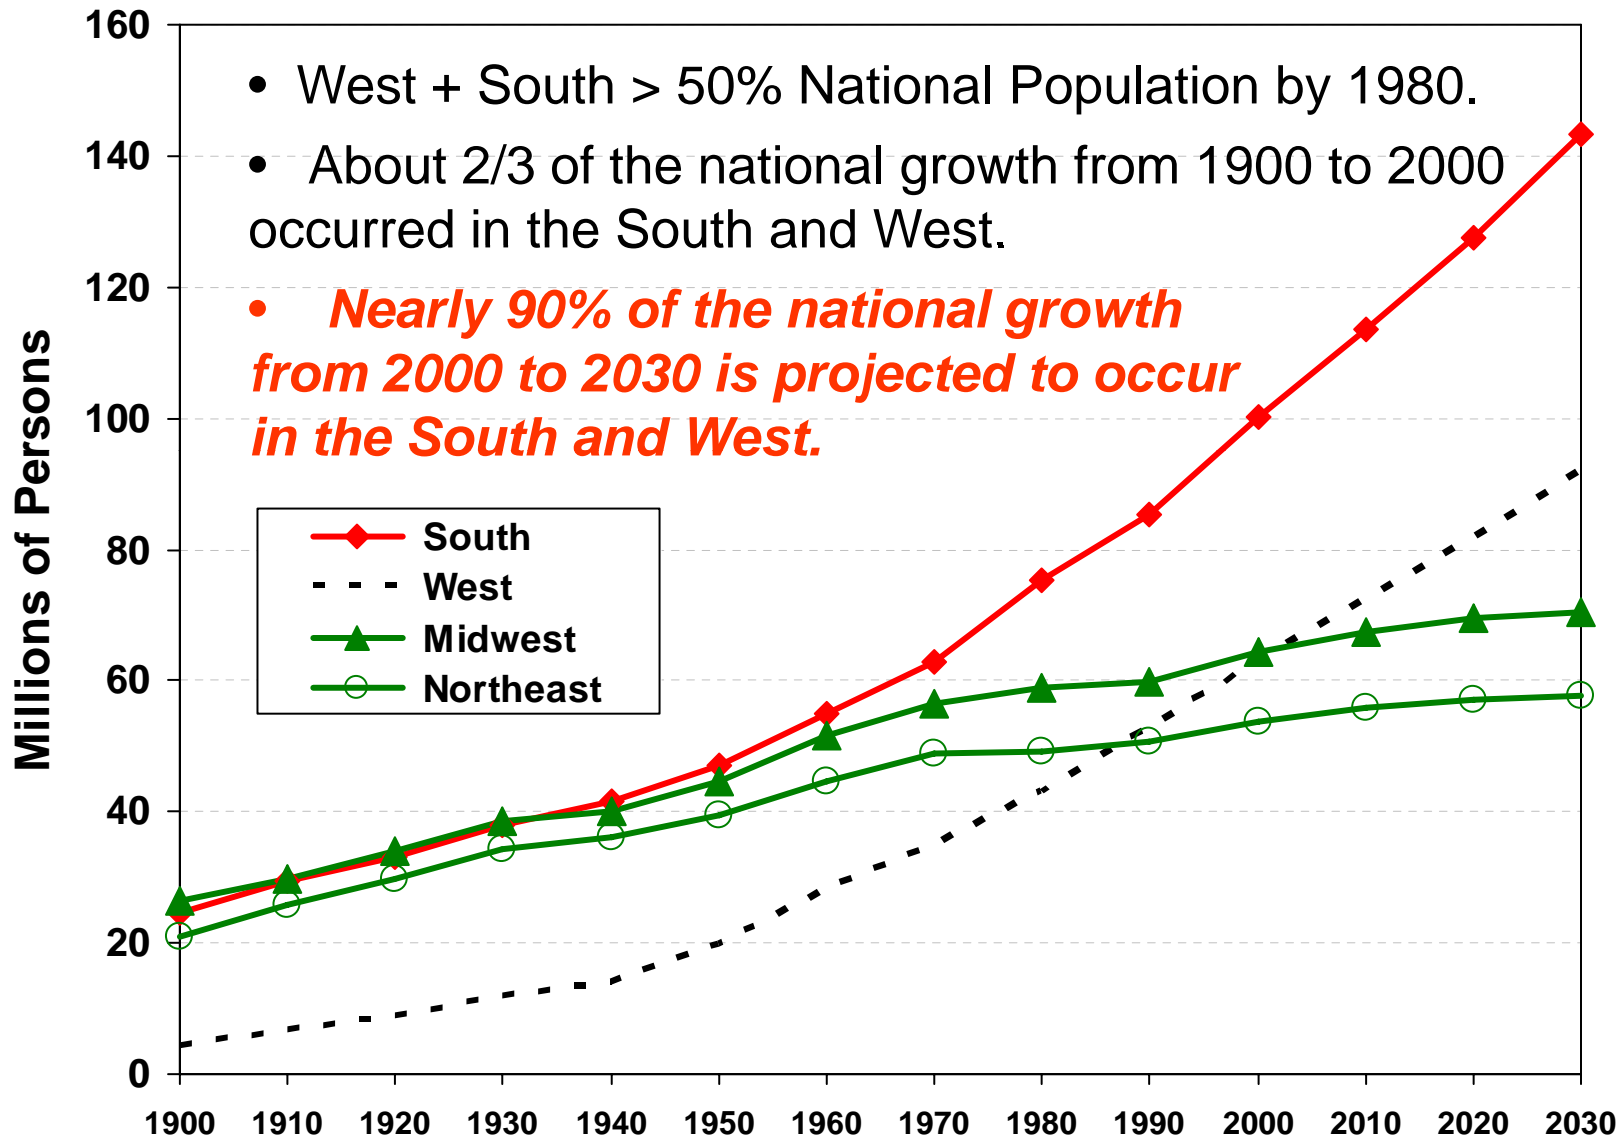 160
140
120
100
80
60
40
20
0
Millions of Persons
• West + South > 50% National Population by 1980.
• About 2/3 of the national growth from 1900 to 2000
occurred in the South and West.
• Nearly 90% of the national growth
from 2000 to 2030 is projected to occur
in the South and West.
South
West
Midwest
Northeast
1900 1910 1920 1930 1940 1950 1960 1970 1980 1990 2000 2010 2020 2030